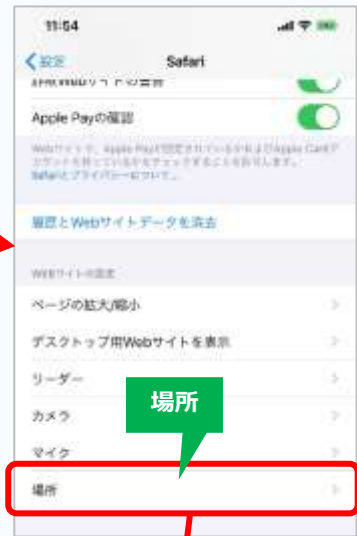 11:54
設定
Safari
Apple Payの確認
Safariとプライバシーについて...
履歴とWebサイトデータを消去
WEBサイトの設定
ページの拡大/縮小
デスクトップ用Webサイトを表示
リーダー
場所
カメラ
マイク
場所